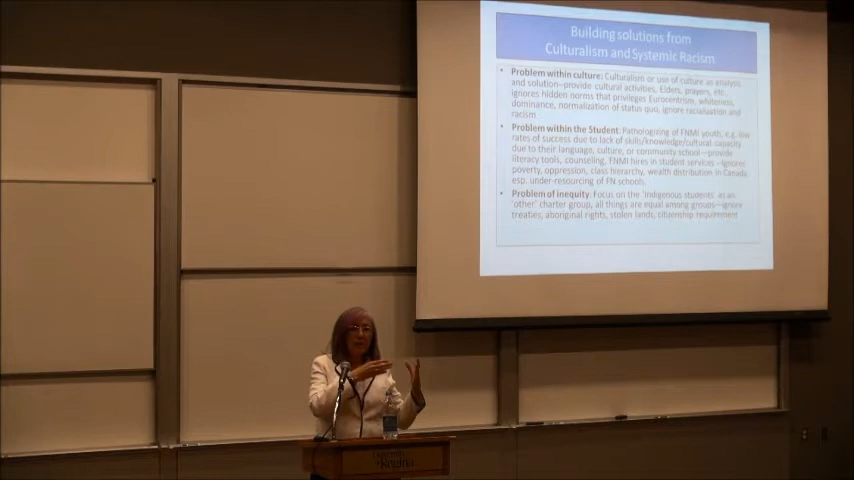 Building solutions from
Culturalism and Systemic Racism
• Problem within culture: Culturalism or use of culture as analysis
and solution--provide cultural activities, Elders, prayers, etc.,
ignores hidden norms that privileges Eurocentrism, whiteness,
dominance, normalization of status quo, ignore racialization and
racism
• Problem within the Student: Pathologizing of FNMI youth, e.g. low
rates of success due to lack of skills/knowledge/cultural capacity
due to their language, culture, or community school—provide
literacy tools, counseling, FNMI hires in student services –ignores
poverty, oppression, class hierarchy, wealth distribution in Canada
esp. under-resourcing of FN schools.
• Problem of inequity: Focus on the 'indigenous students' as an
'other' charter group, all things are equal among groups—ignore
treaties, aboriginal rights, stolen lands, citizenship requirement
University
of Regina